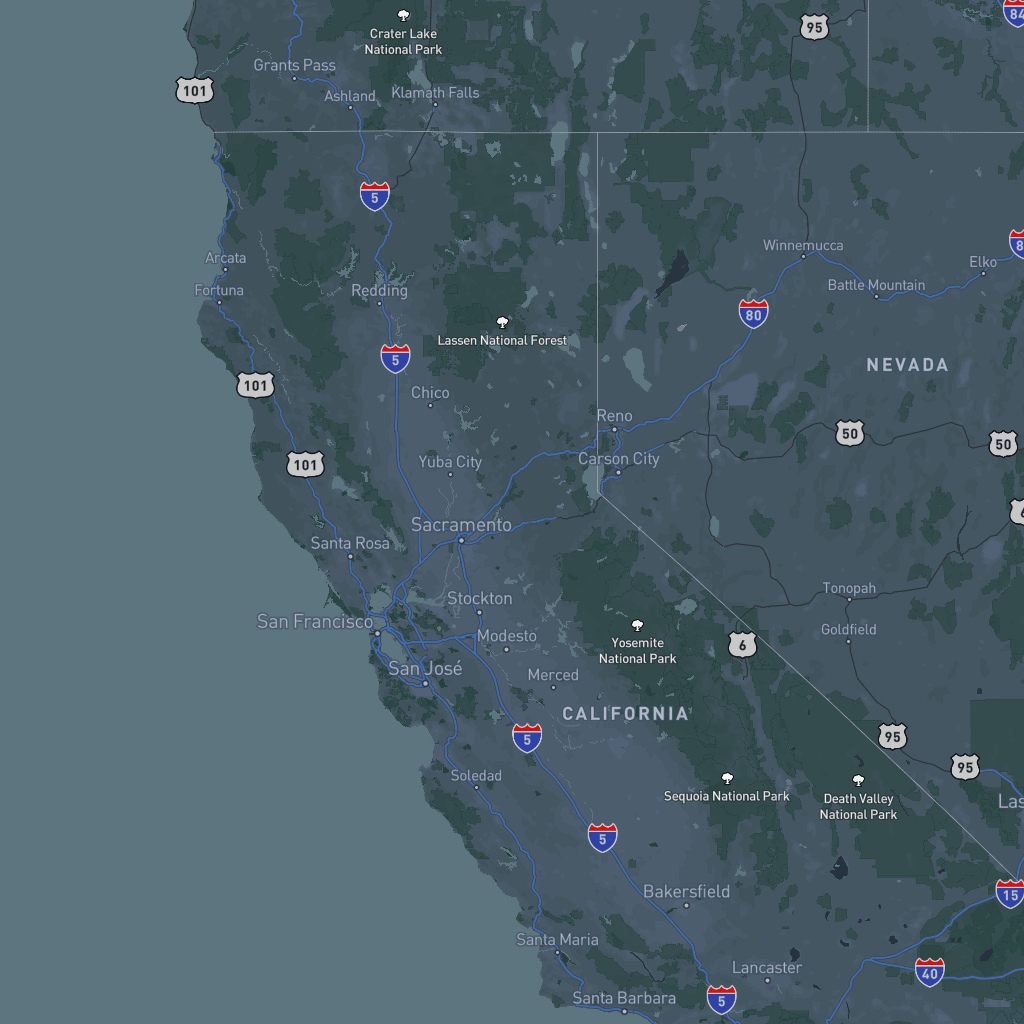 84
95
Crater Lake
National Park
Grants Pass
101
Ashland
Klamath Falls
5
Winnemucca
Arcata
Elko
Battle Mountain
Fortuna
Redding
80
Lassen National Forest
5
NEVADA
101
Chico
Reno
50
50
101
Yuba City
Carson City
Sacramento
Santa Rosa
Tonopah
Stockton
San Francisco
Goldfield
Modesto
Yosemite
National Park
6
San José
Merced
CALIFORNIA
5
95
95
Soledad
Sequoia National Park
Death Valley
National Park
5
Bakersfield
15
Santa Maria
Lancaster
40
Santa Barbara
5